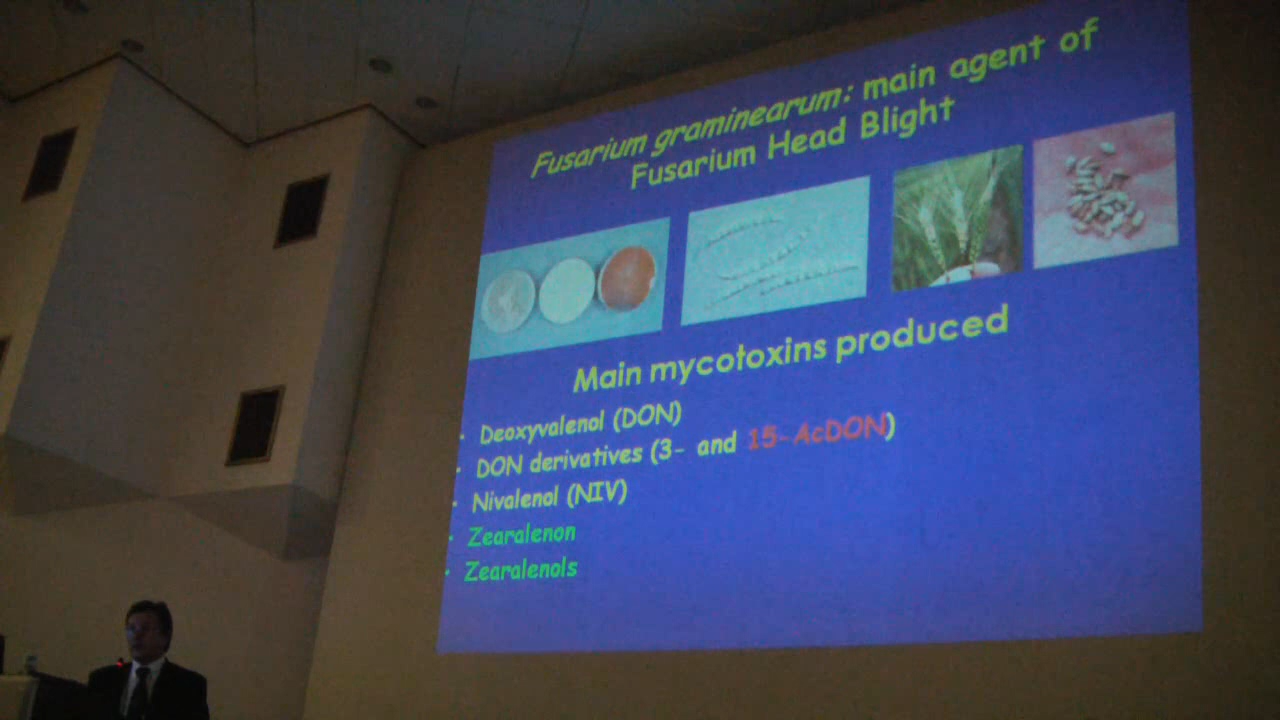 Fusarium graminearum: main agent of
Fusarium Head Blight
Main mycotoxins produced
• Deoxyvalenol (DON)
• DON derivatives (3- and 15-AcDON)
• Nivalenol (NIV)
• Zearalenon
• Zearalenols